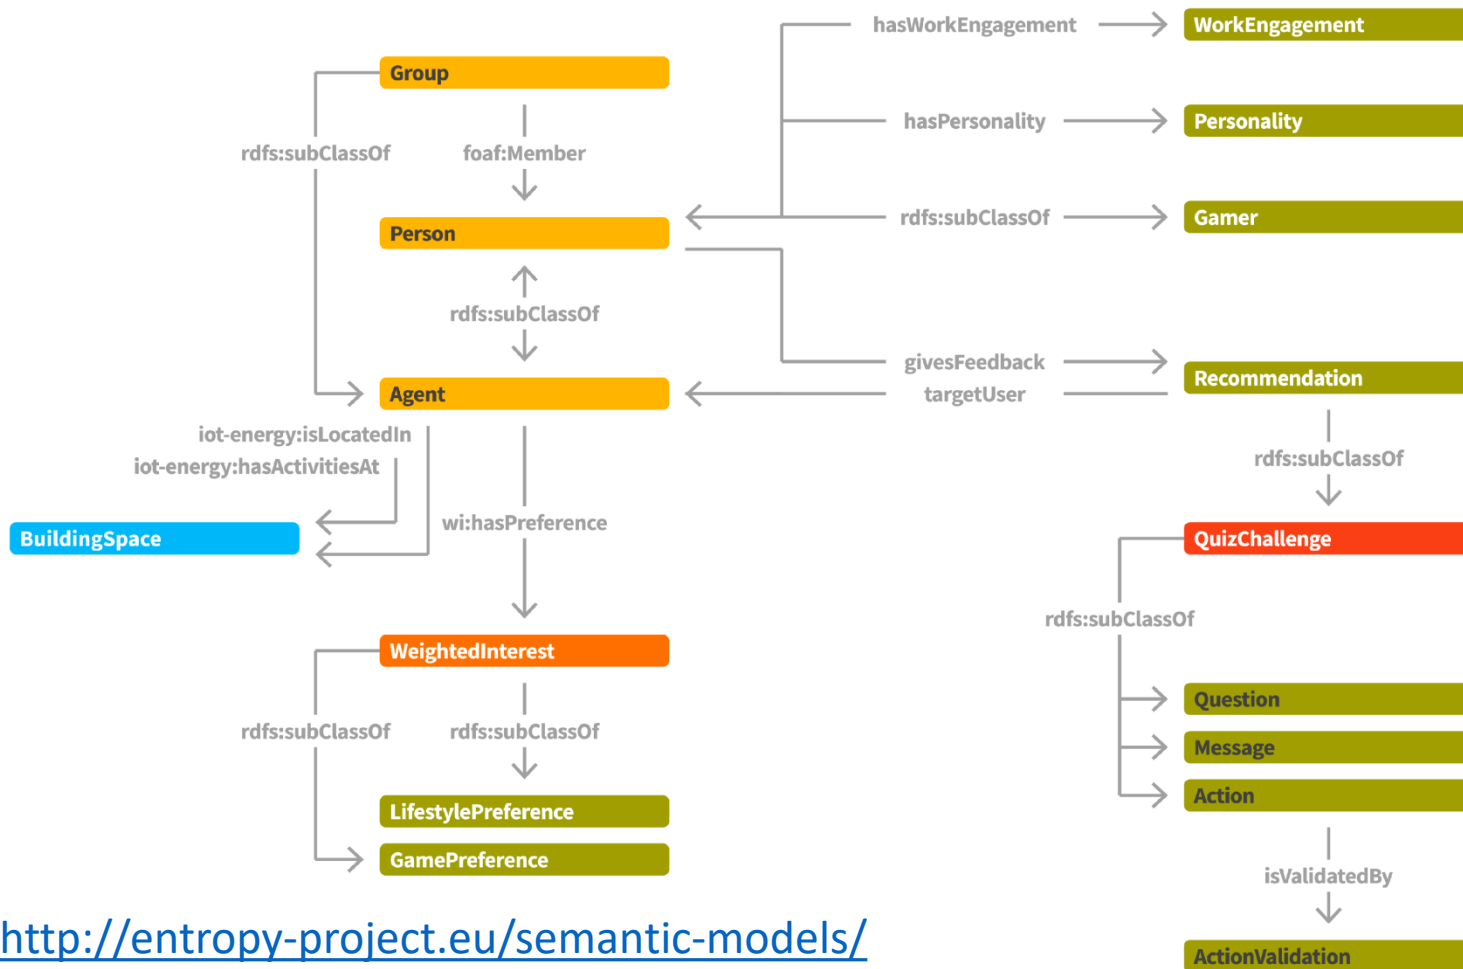 hasWorkEngagement
WorkEngagement
Group
hasPersonality
Personality
rdfs:subClassOf
foaf:Member
rdfs:subClassOf
Gamer
Person
rdfs:subClassOf
givesFeedback
Recommendation
targetUser
Agent
iot-energy:isLocatedIn
iot-energy:hasActivitiesAt
rdfs:subClassOf
wi:hasPreference
BuildingSpace
QuizChallenge
rdfs:subClassOf
WeightedInterest
Question
rdfs:subClassOf
rdfs:subClassOf
Message
Action
LifestylePreference
GamePreference
isValidatedBy
http://entropy-project.eu/semantic-models/
ActionValidation